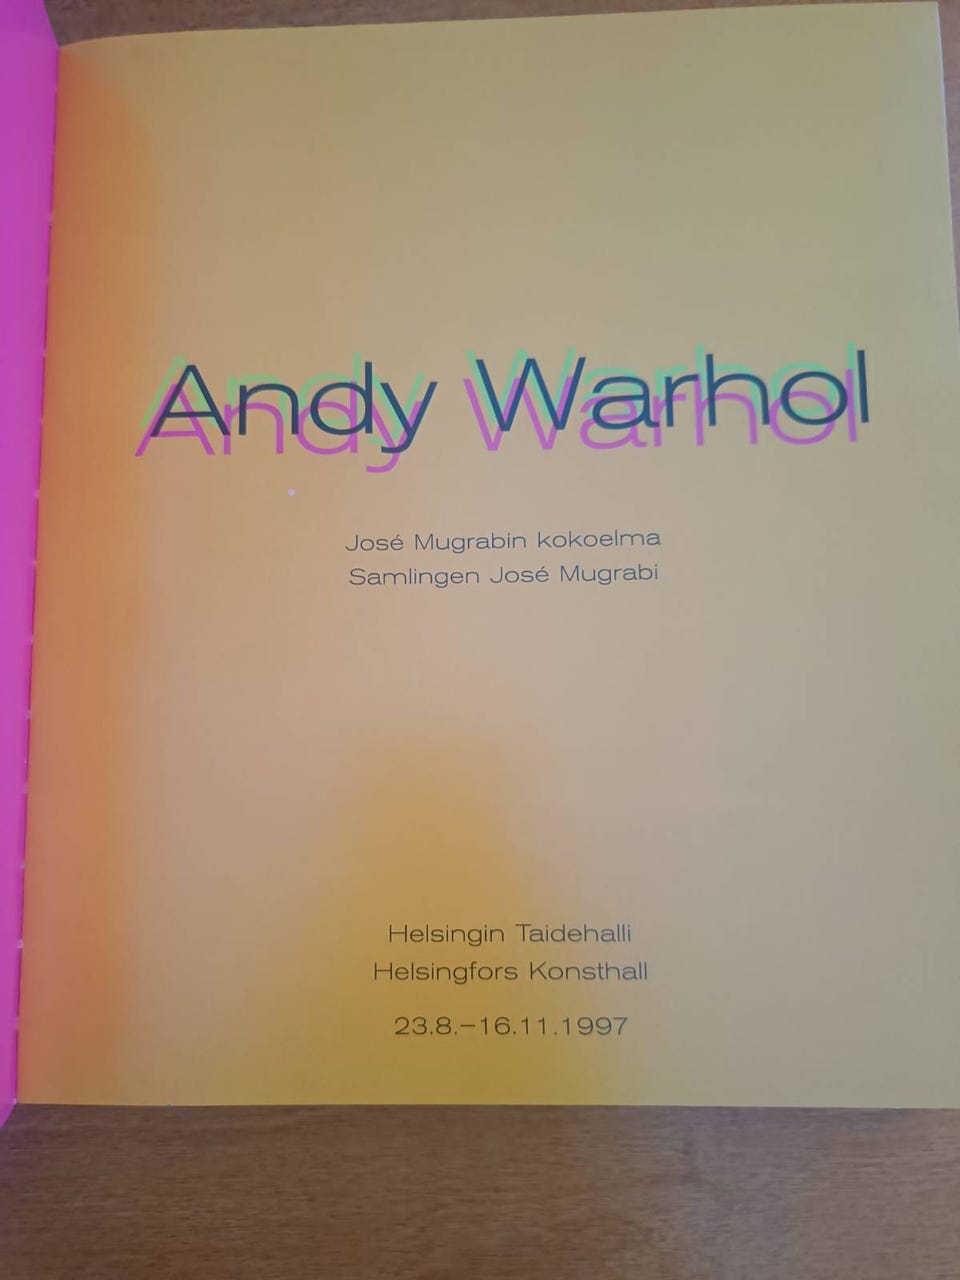 Andy Warhol
José Mugrabin kokoelma
Samlingen José Mugrabi
Helsingin Taidehalli
Helsingfors Konsthall
23.8.–16.11.1997